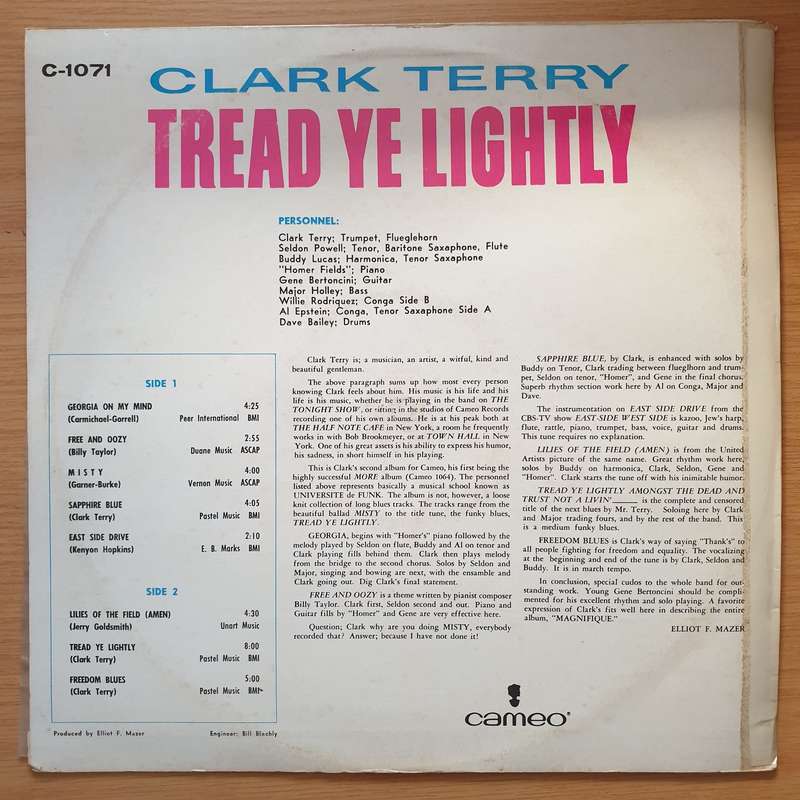 C-1071
CLARK TERRY
TREAD YE LIGHTLY
PERSONNEL:
Clark Terry; Trumpet, Flueglehorn
Seldon Powell; Tenor, Baritone Saxaphone, Flute
Buddy Lucas; Harmonica, Tenor Saxaphone
"Homer Fields"; Piano
Gene Bertoncini; Guitar
Major Holley; Bass
Willie Rodriquez; Conga Side B
Al Epstein; Conga, Tenor Saxaphone Side A
Dave Bailey; Drums
SIDE 1
GEORGIA ON MY MIND 4:25
(Carmichael-Gorrell) Peer International BMI
FREE AND OOZY 2:55
(Billy Taylor) Duane Music ASCAP
MISTY 4:00
(Garner-Burke) Vernon Music ASCAP
SAPPHIRE BLUE 4:05
(Clark Terry) Pastel Music BMI
EAST SIDE DRIVE 2:10
(Kenyon Hopkins) E. B. Marks BMI
SIDE 2
LILIES OF THE FIELD (AMEN) 4:30
(Jerry Goldsmith) Unart Music
TREAD YE LIGHTLY 8:00
(Clark Terry) Pastel Music BMI
FREEDOM BLUES 5:00
(Clark Terry) Pastel Music BMI
Produced by Elliot F. Mazer Engineer: Bill Blachly
Clark Terry is; a musician, an artist, a witful, kind and
beautiful gentleman.
The above paragraph sums up how most every person
knowing Clark feels about him. His music is his life and his
life is his music, whether he is playing in the band on THE
TONIGHT SHOW, or sitting in the studios of Cameo Records
recording one of his own albums. He is at his peak both at
THE HALF NOTE CAFE in New York, a room he frequently
works in with Bob Brookmeyer, or at TOWN HALL in New
York. One of his great assets is his ability to express his humor,
his sadness, in short himself in his playing.
This is Clark's second album for Cameo, his first being the
highly successful MORE album (Cameo 1064). The personnel
listed above represents basically a musical school known as
UNIVERSITE de FUNK. The album is not, however, a loose
knit collection of long blues tracks. The tracks range from the
beautiful ballad MISTY to the title tune, the funky blues,
TREAD YE LIGHTLY.
GEORGIA, begins with "Homer's" piano followed by the
melody played by Seldon on flute, Buddy and Al on tenor and
Clark playing fills behind them. Clark then plays melody
from the bridge to the second chorus. Solos by Seldon and
Major, singing and bowing are next, with the ensemble and
Clark going out. Dig Clark's final statement.
FREE AND OOZY is a theme written by pianist composer
Billy Taylor. Clark first, Seldon second and out. Piano and
Guitar fills by "Homer" and Gene are very effective here.
Question; Clark why are you doing MISTY, everybody
recorded that? Answer; because I have not done it!
SAPPHIRE BLUE, by Clark, is enhanced with solos by
Buddy on Tenor, Clark trading between flueglhorn and trum-
pet, Seldon on tenor, "Homer", and Gene in the final chorus.
Superb rhythm section work here by Al on Conga, Major and
Dave.
The instrumentation on EAST SIDE DRIVE from the
CBS-TV show EAST-SIDE WEST SIDE is kazoo, Jew's harp,
flute, rattle, piano, trumpet, bass, voice, guitar and drums.
This tune requires no explanation.
LILIES OF THE FIELD (AMEN) is from the United
Artists picture of the same name. Great rhythm work here,
solos by Buddy on harmonica, Clark, Seldon, Gene and
"Homer". Clark starts the tune off with his inimitable humor.
TREAD YE LIGHTLY AMONGST THE DEAD AND
TRUST NOT A LIVIN'____ is the complete and censored
title of the next blues by Mr. Terry. Soloing here by Clark
and Major trading fours, and by the rest of the band. This
is a medium funky blues.
FREEDOM BLUES is Clark's way of saying "Thank's" to
all people fighting for freedom and equality. The vocalizing
at the beginning and end of the tune is by Clark, Seldon and
Buddy. It is in march tempo.
In conclusion, special cudos to the whole band for out-
standing work. Young Gene Bertoncini should be compli-
mented for his excellent rhythm and solo playing. A favorite
expression of Clark's fits well here in describing the entire
album, "MAGNIFIQUE."
ELLIOT F. MAZER
cameo®